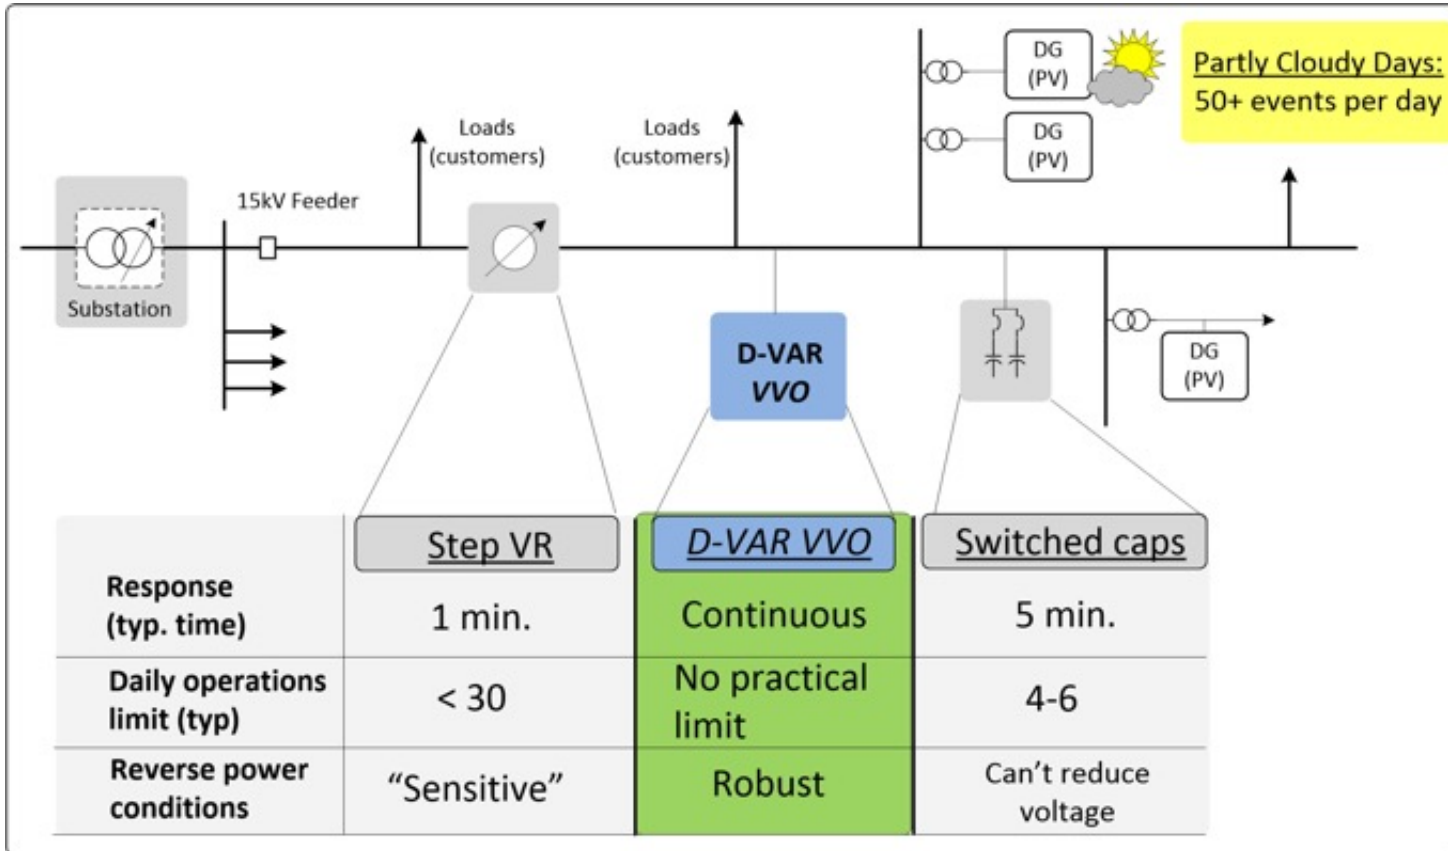 DG
(PV)
Partly Cloudy Days:
50+ events per day
Loads
(customers)
Loads
(customers)
DG
(PV)
15kV Feeder
Substation
D-VAR
VVO
DG
(PV)
Step VR
D-VAR VVO
Switched caps
Response
(typ. time)
1 min.
Continuous
5 min.
Daily operations
limit (typ)
< 30
No practical
limit
4-6
Reverse power
conditions
“Sensitive”
Robust
Can’t reduce
voltage